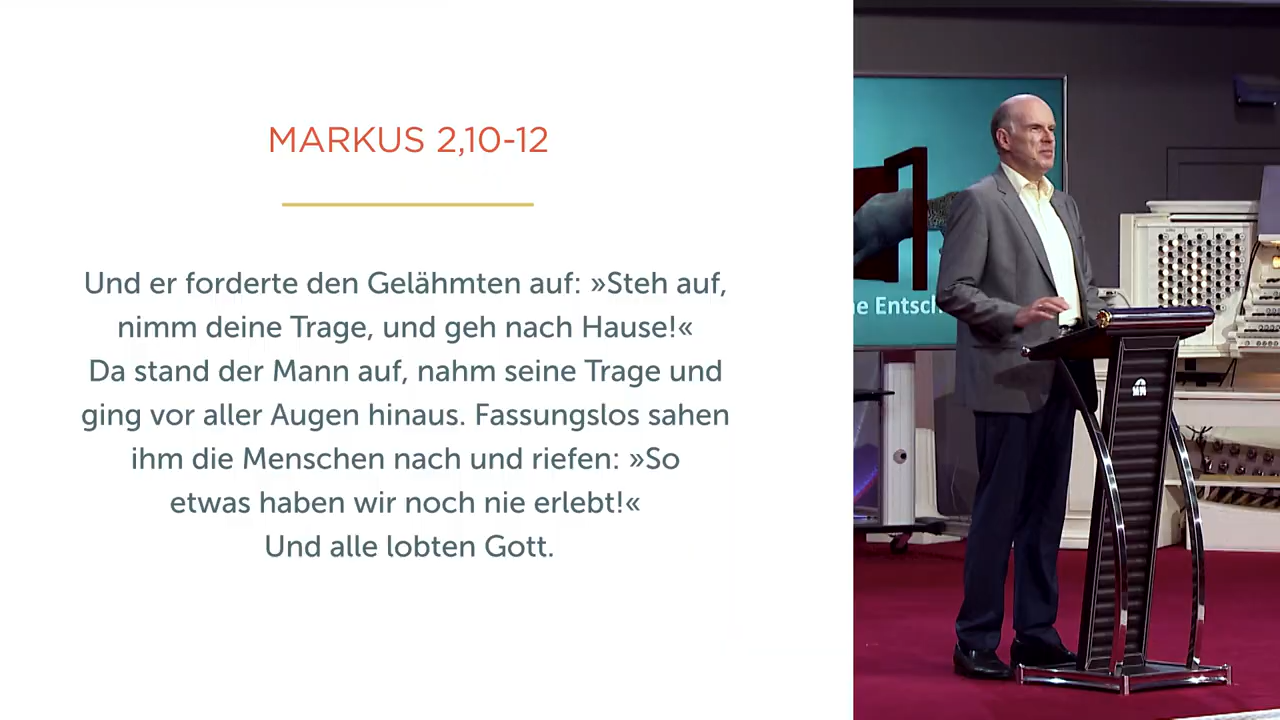 MARKUS 2,10-12
Und er forderte den Gelähmten auf: »Steh auf,
nimm deine Trage, und geh nach Hause!«
Da stand der Mann auf, nahm seine Trage und
ging vor aller Augen hinaus. Fassungslos sahen
ihm die Menschen nach und riefen: »So
etwas haben wir noch nie erlebt!«
Und alle lobten Gott.
ne Entsch